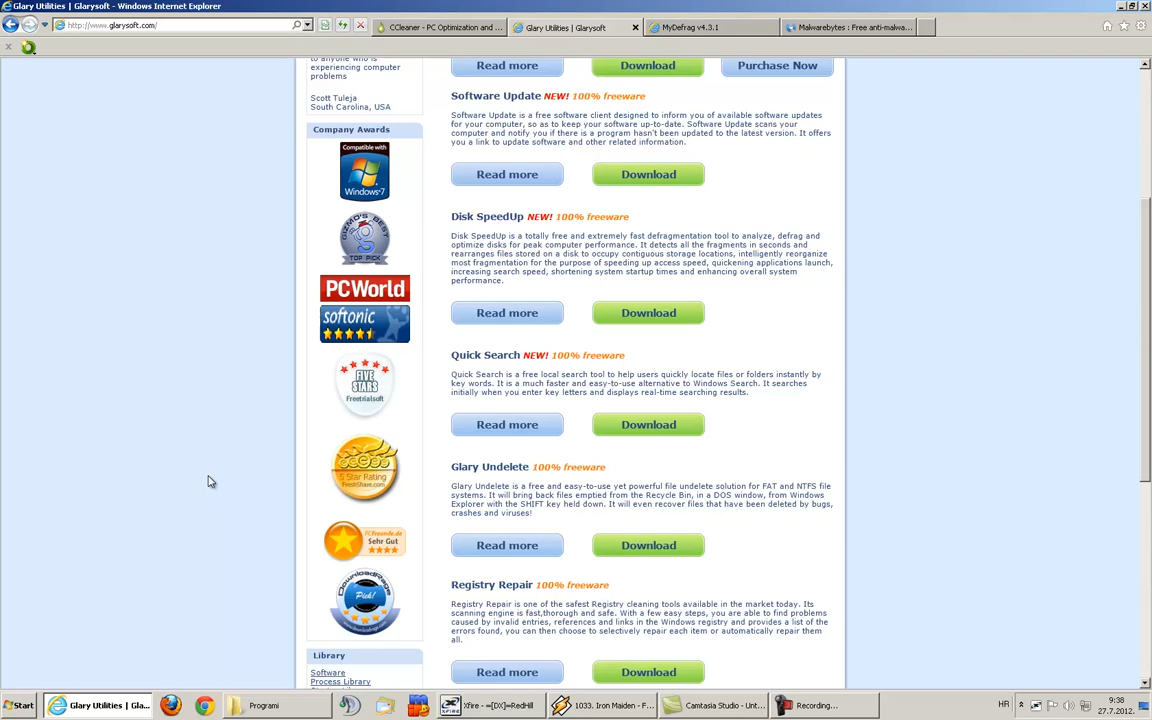 Glary Utilities | Glarysoft - Windows Internet Explorer
http://www.glarysoft.com/
CCleaner - PC Optimization and ...
Glary Utilities | Glarysoft
MyDefrag v4.3.1
Malwarebytes : Free anti-malwa...
to anyone who is
experiencing computer
problems
Scott Tuleja
South Carolina, USA
Company Awards
Compatible with
Windows 7
GIZMO'S BEST
TOP PICK
PCWorld
softonic
FIVE
STARS
Freetrialsoft
5 Star Rating
PCFreunde.de
Sehr Gut
Pick!
Library
Software
Process Library
Read more
Download
Purchase Now
Software Update NEW! 100% freeware
Software Update is a free software client designed to inform you of available software updates
for your computer, so as to keep your software up-to-date. Software Update scans your
computer and notify you if there is a program hasn't been updated to the latest version. It offers
you a link to update software and other related information.
Read more
Download
Disk SpeedUp NEW! 100% freeware
Disk SpeedUp is a totally free and extremely fast defragmentation tool to analyze, defrag and
optimize disks for peak computer performance. It detects all the fragments in seconds and
rearranges files stored on a disk to occupy contiguous storage locations, intelligently reorganize
most fragmentation for the purpose of speeding up access speed, quickening applications launch,
increasing search speed, shortening system startup times and enhancing overall system
performance.
Read more
Download
Quick Search NEW! 100% freeware
Quick Search is a free local search tool to help users quickly locate files or folders instantly by
key words. It is a much faster and easy-to-use alternative to Windows Search. It searches
initially when you enter key letters and displays real-time searching results.
Read more
Download
Glary Undelete 100% freeware
Glary Undelete is a free and easy-to-use yet powerful file undelete solution for FAT and NTFS file
systems. It will bring back files emptied from the Recycle Bin, in a DOS window, from Windows
Explorer with the SHIFT key held down. It will even recover files that have been deleted by bugs,
crashes and viruses!
Read more
Download
Registry Repair 100% freeware
Registry Repair is one of the safest Registry cleaning tools available in the market today. Its
scanning engine is fast,thorough and safe. With a few easy steps, you are able to find problems
caused by invalid entries, references and links in the Windows registry and provides a list of the
errors found, you can then choose to selectively repair each item or automatically repair them
all.
Read more
Download
Start
Glary Utilities | Gla...
Programi
Xfire - =[DX]=RedHill
1033. Iron Maiden - F...
Camtasia Studio - Unt...
Recording...
HR
9:38
27.7.2012.